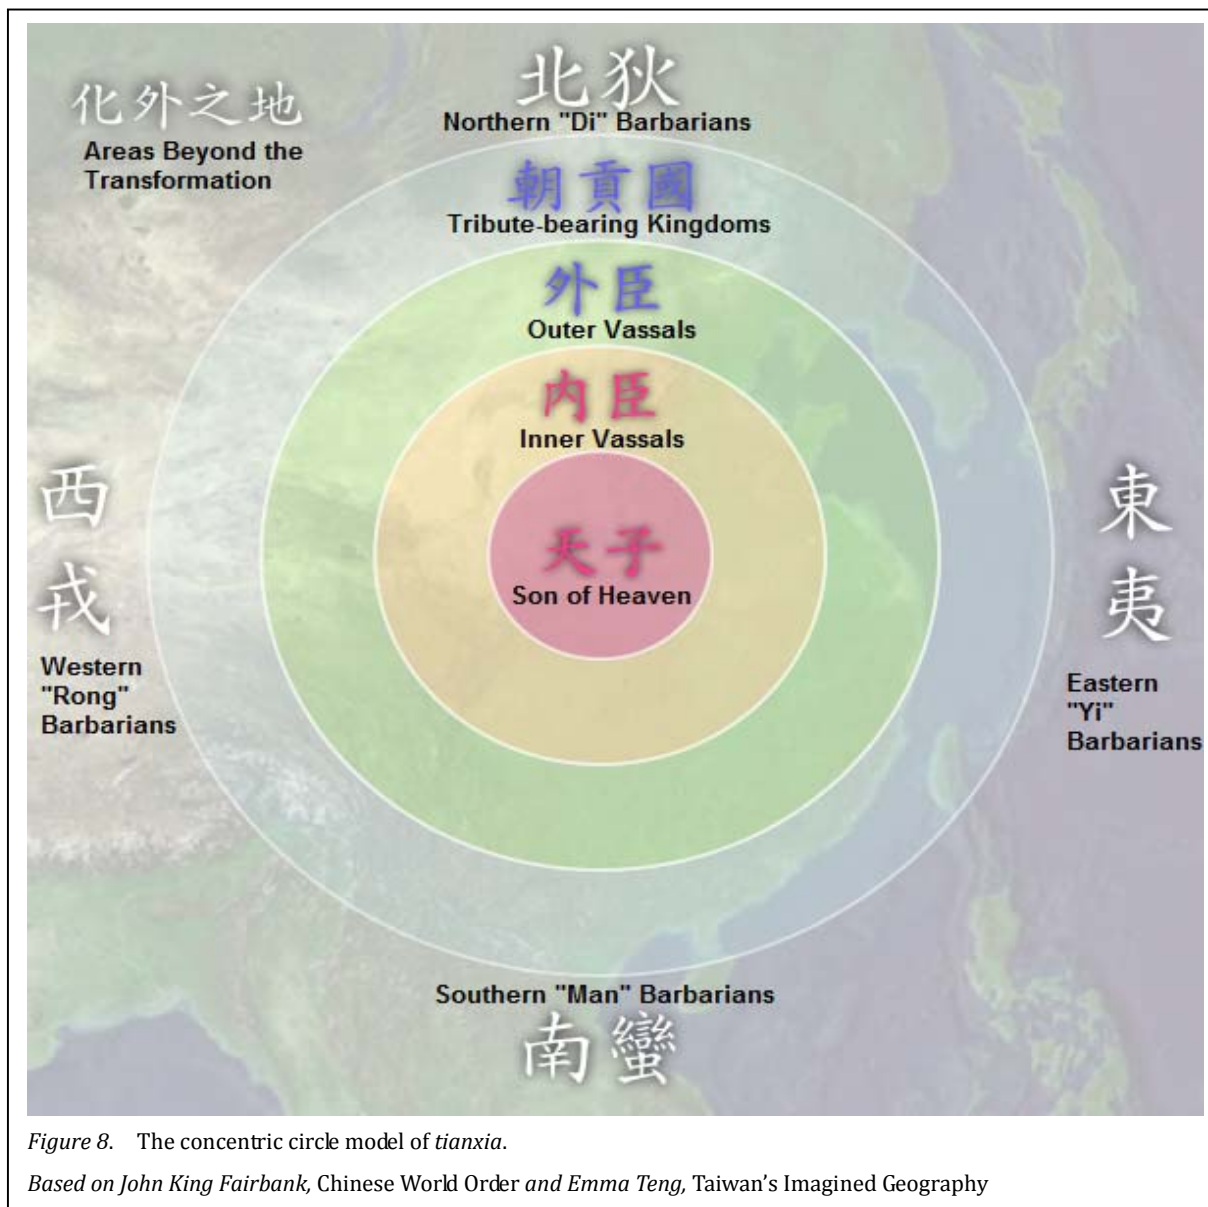 北狄
Northern "Di" Barbarians
化外之地
Areas Beyond the
Transformation
朝貢國
Tribute-bearing Kingdoms
外臣
Outer Vassals
内臣
Inner Vassals
天子
Son of Heaven
西
戎
Western
"Rong"
Barbarians
東
夷
Eastern
"Yi"
Barbarians
Southern "Man" Barbarians
南蠻
Figure 8. The concentric circle model of tianxia.
Based on John King Fairbank, Chinese World Order and Emma Teng, Taiwan's Imagined Geography